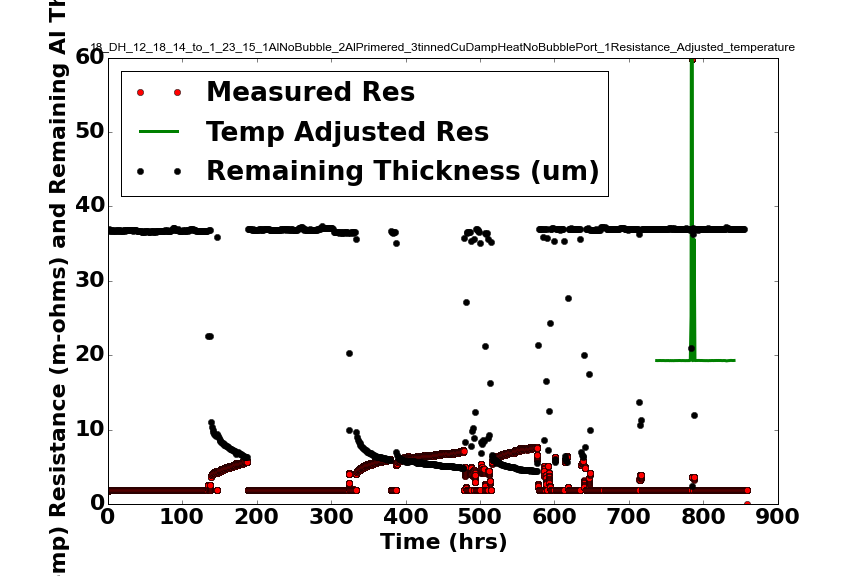 18_DH_12_18_14_to_1_23_15_1AlNoBubble_2AlPrimered_3tinnedCuDampHeatNoBubblePort_1Resistance_Adjusted_temperature
60
50
40
30
20
10
0
Measured Res
Temp Adjusted Res
Remaining Thickness (um)
mp) Resistance (m-ohms) and Remaining Al Th
0 100 200 300 400 500 600 700 800 900
Time (hrs)